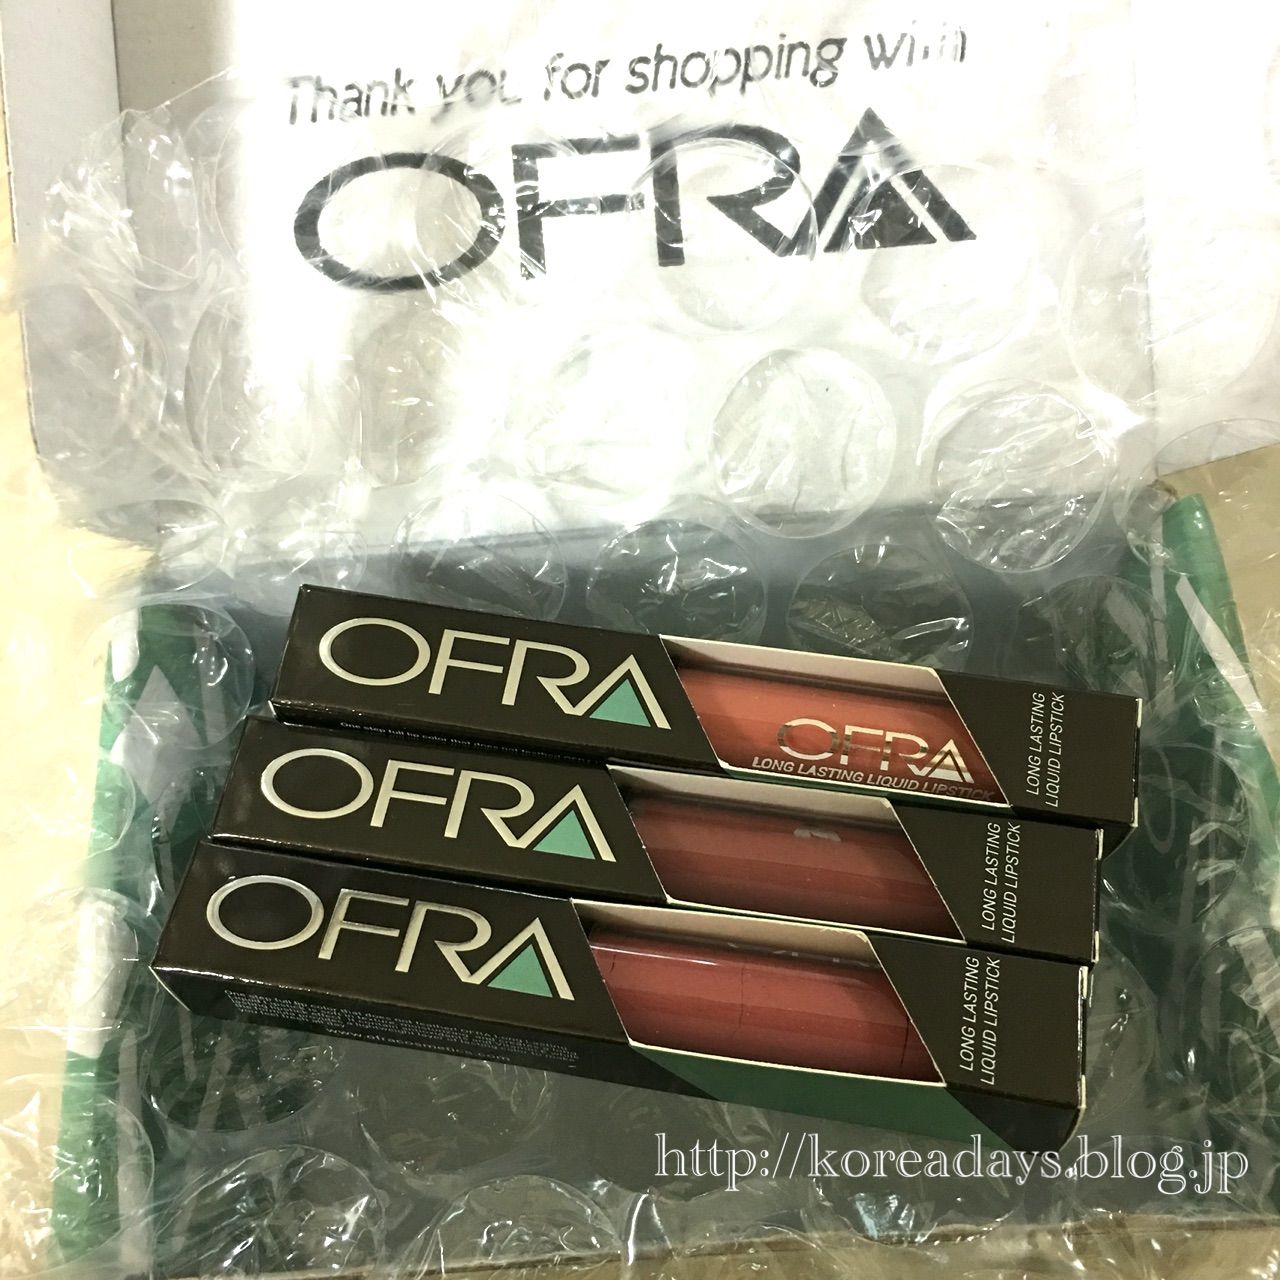 Thank you for shopping with
OFRA
OFRA
OFRA
LONG LASTING LIQUID LIPSTICK
LONG LASTING
LIQUID LIPSTICK
OFRA
LONG LASTING
LIQUID LIPSTICK
OFRA
LONG LASTING
LIQUID LIPSTICK
http://koreadays.blog.jp